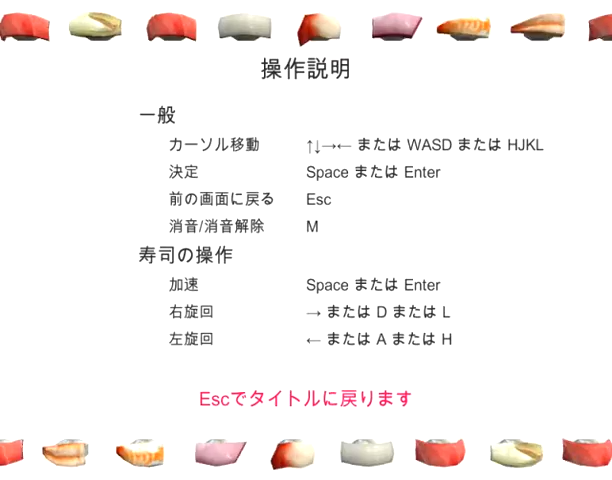 操作説明
一般
カーソル移動 ↑↓→← または WASD または HJKL
決定 Space または Enter
前の画面に戻る Esc
消音/消音解除 M
寿司の操作
加速 Space または Enter
右旋回 → または D または L
左旋回 ← または A または H
Escでタイトルに戻ります